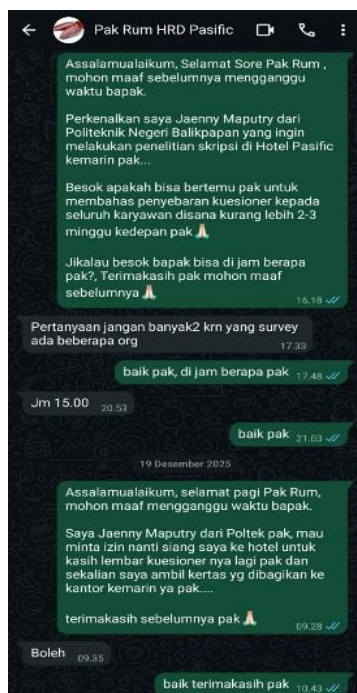 Pak Rum HRD Pasific
Assalamualaikum, Selamat Sore Pak Rum ,
mohon maaf sebelumnya mengganggu
waktu bapak.
Perkenalkan saya Jaenny Maputry dari
Politeknik Negeri Balikpapan yang ingin
melakukan penelitian skripsi di Hotel Pasific
kemarin pak...
Besok apakah bisa bertemu pak untuk
membahas penyebaran kuesioner kepada
seluruh karyawan disana kurang lebih 2-3
minggu kedepan pak 🙏🏻
Jikalau besok bapak bisa di jam berapa
pak?, Terimakasih pak mohon maaf
sebelumnya 🙏🏻
16.18
Pertanyaan jangan banyak2 krn yang survey
ada beberapa org
17.33
baik pak, di jam berapa pak 17.48
Jm 15.00 20.53
baik pak 21.03
19 Desember 2025
Assalamualaikum, selamat pagi Pak Rum,
mohon maaf mengganggu waktu bapak.
Saya Jaenny Maputry dari Poltek pak, mau
minta izin nanti siang saya ke hotel untuk
kasih lembar kuesioner nya lagi pak dan
sekalian saya ambil kertas yg dibagikan ke
kantor kemarin ya pak....
terimakasih sebelumnya pak 🙏🏻
09.28
Boleh 09.35
baik terimakasih pak 10.43